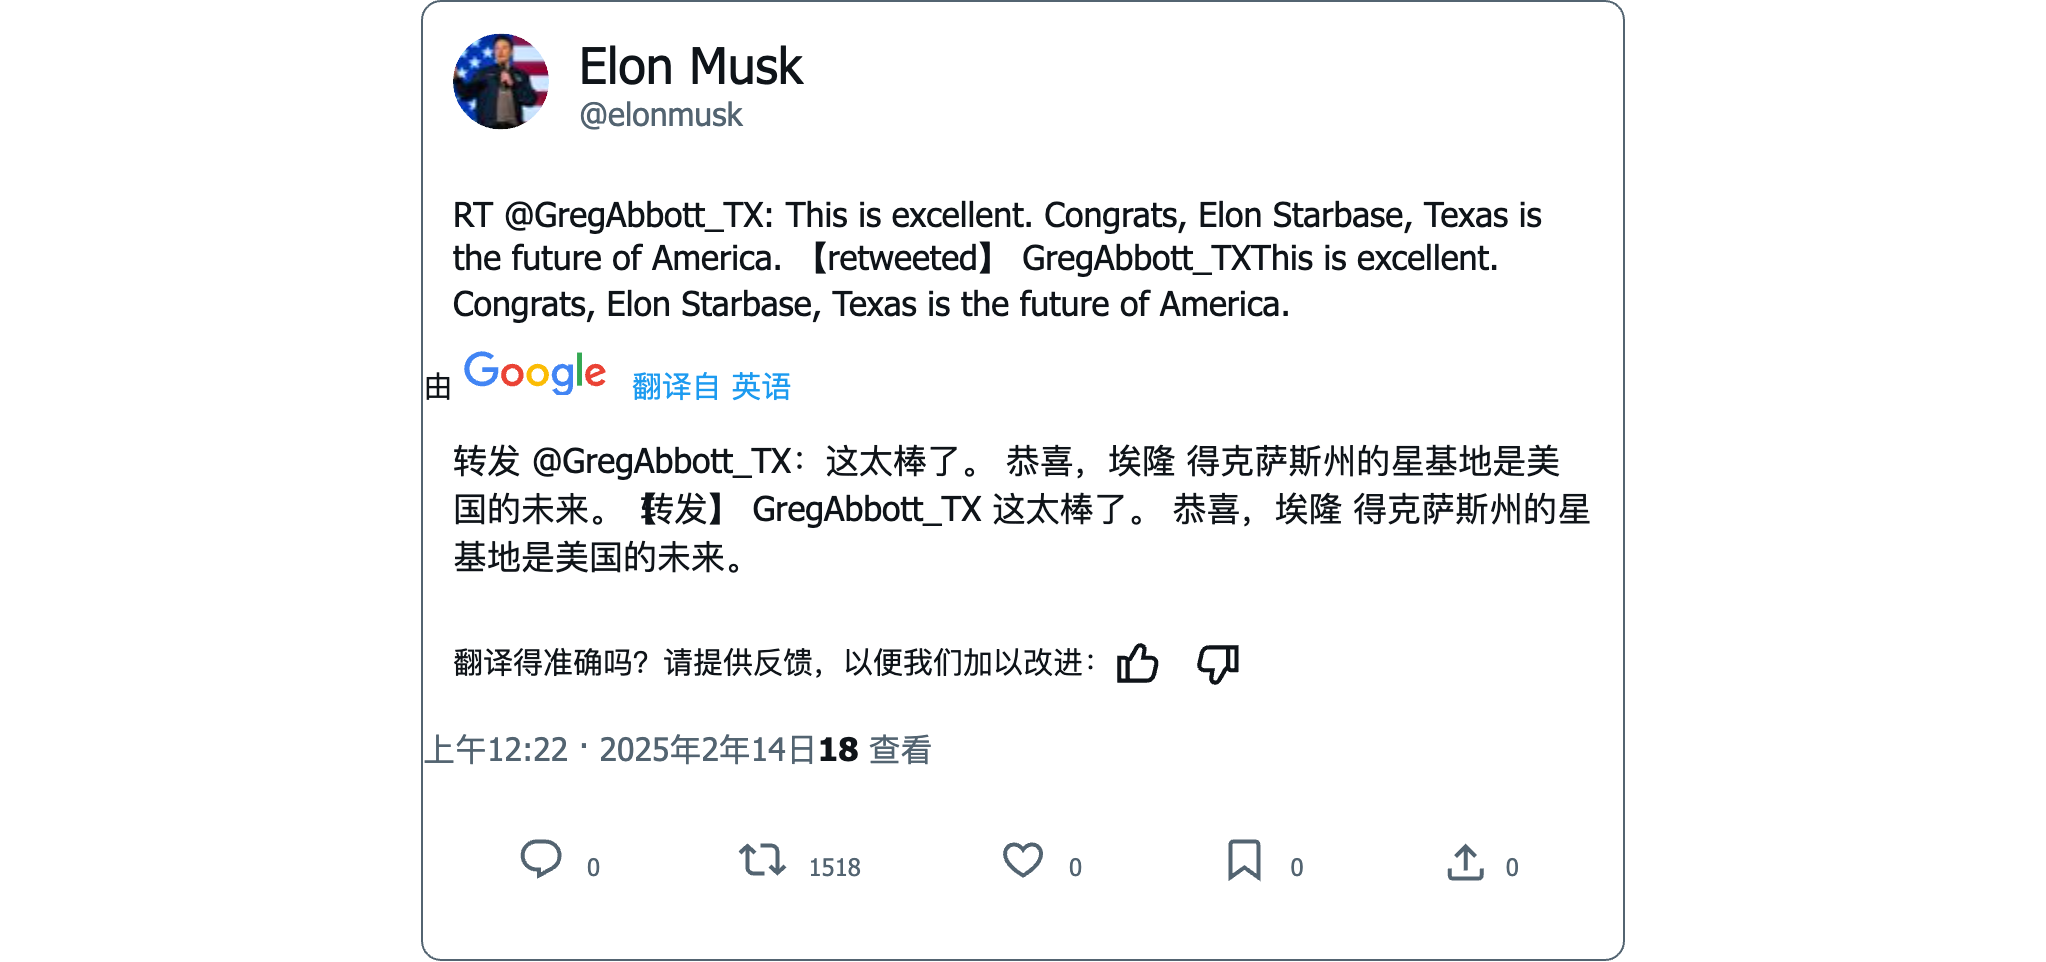 Elon Musk
@elonmusk
RT @GregAbbott_TX: This is excellent. Congrats, Elon Starbase, Texas is
the future of America. 【retweeted】 GregAbbott_TXThis is excellent.
Congrats, Elon Starbase, Texas is the future of America.
由 Google 翻译自 英语
转发 @GregAbbott_TX：这太棒了。 恭喜，埃隆 得克萨斯州的星基地是美
国的未来。【转发】 GregAbbott_TX 这太棒了。 恭喜，埃隆 得克萨斯州的星
基地是美国的未来。
翻译得准确吗？请提供反馈，以便我们加以改进：
上午12:22 · 2025年2年14日18 查看
0 1518 0 0 0